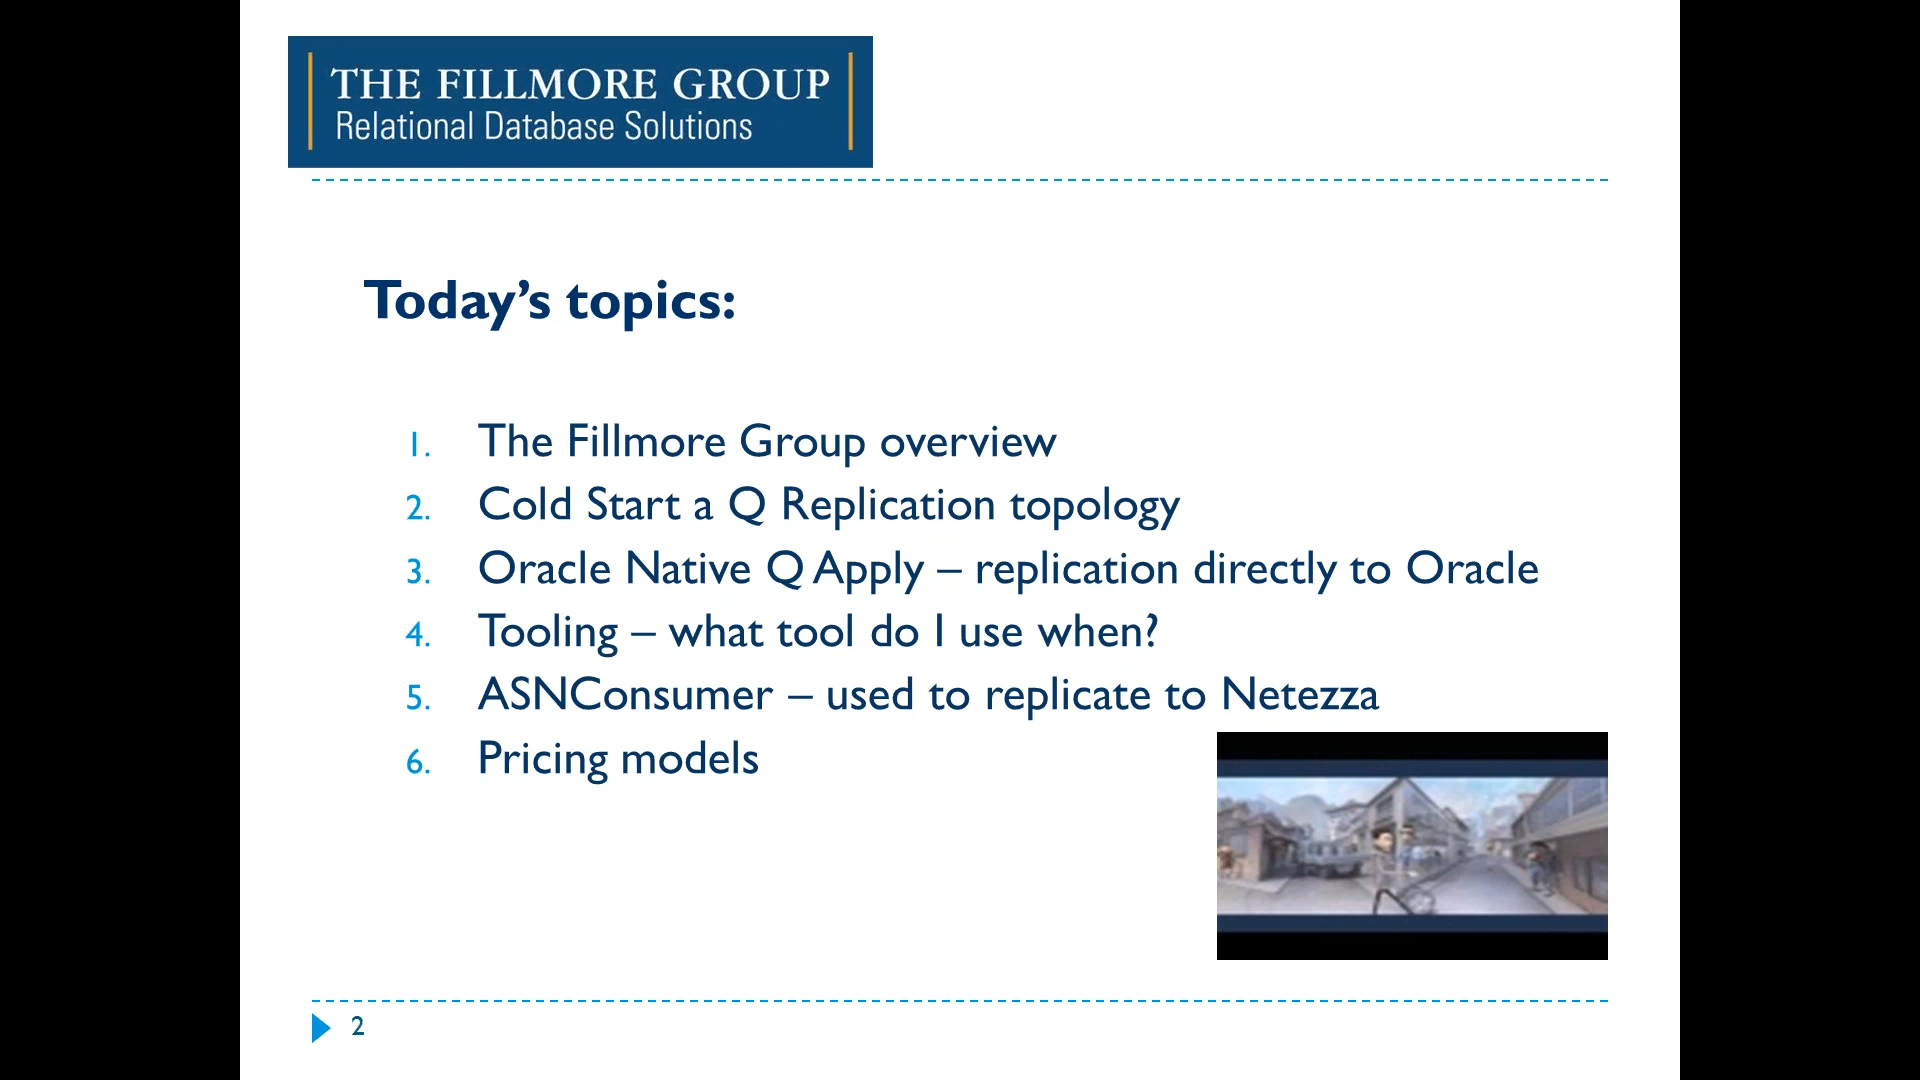 THE FILLMORE GROUP
Relational Database Solutions
Today’s topics:
1. The Fillmore Group overview
2. Cold Start a Q Replication topology
3. Oracle Native Q Apply – replication directly to Oracle
4. Tooling – what tool do I use when?
5. ASNConsumer – used to replicate to Netezza
6. Pricing models
2